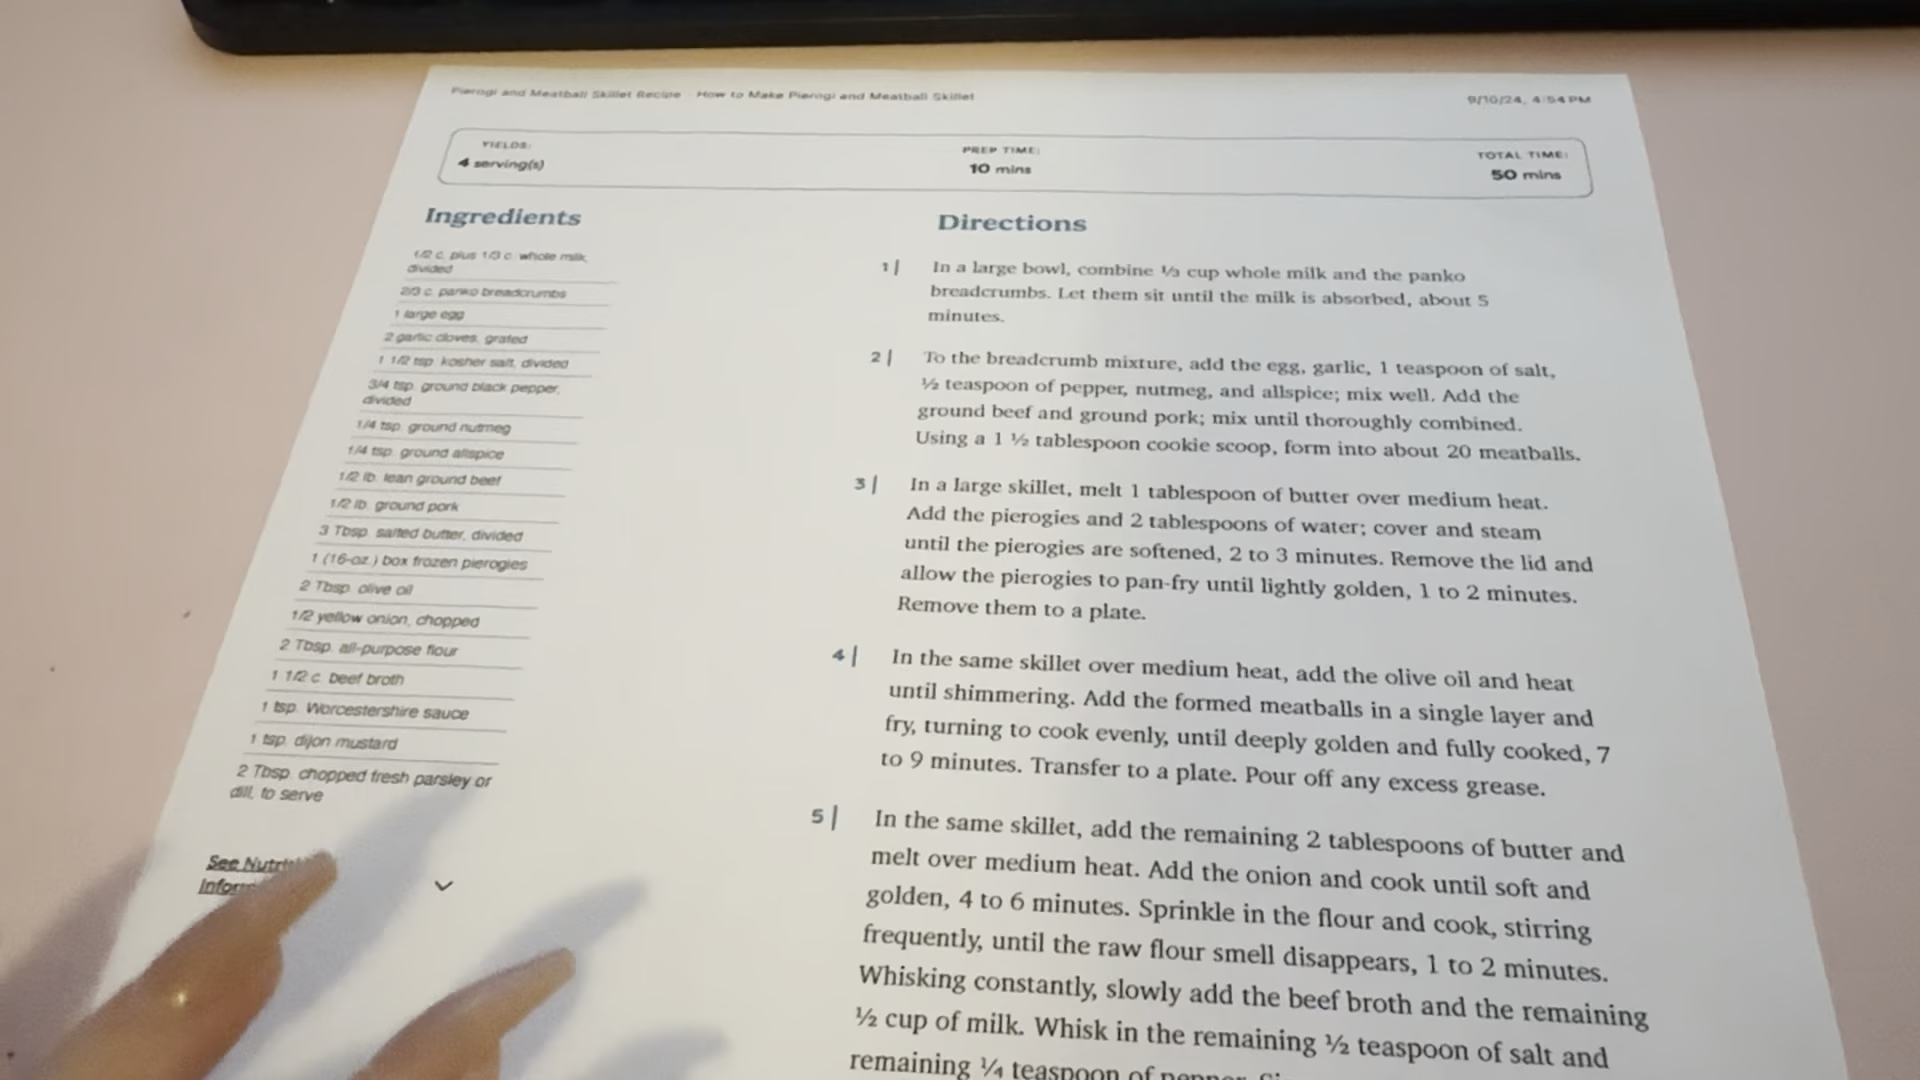 Pierogi and Meatball Skillet Recipe - How to Make Pierogi and Meatball Skillet
9/10/24, 4:54 PM
YIELDS:
4 serving(s)
PREP TIME:
10 mins
TOTAL TIME:
50 mins
Ingredients
1/2 c. plus 1/3 c. whole milk,
divided
2/3 c. panko breadcrumbs
1 large egg
2 garlic cloves, grated
1 1/2 tsp. kosher salt, divided
3/4 tsp. ground black pepper,
divided
1/4 tsp. ground nutmeg
1/4 tsp. ground allspice
1/2 lb. lean ground beef
1/2 lb. ground pork
3 Tbsp. salted butter, divided
1 (16-oz.) box frozen pierogies
2 Tbsp. olive oil
1/2 yellow onion, chopped
2 Tbsp. all-purpose flour
1 1/2 c. beef broth
1 tsp. Worcestershire sauce
1 tsp. dijon mustard
2 Tbsp. chopped fresh parsley or
dill, to serve
See
Directions
1 | In a large bowl, combine ⅓ cup whole milk and the panko
breadcrumbs. Let them sit until the milk is absorbed, about 5
minutes.
2 | To the breadcrumb mixture, add the egg, garlic, 1 teaspoon of salt,
½ teaspoon of pepper, nutmeg, and allspice; mix well. Add the
ground beef and ground pork; mix until thoroughly combined.
Using a 1 ½ tablespoon cookie scoop, form into about 20 meatballs.
3 | In a large skillet, melt 1 tablespoon of butter over medium heat.
Add the pierogies and 2 tablespoons of water; cover and steam
until the pierogies are softened, 2 to 3 minutes. Remove the lid and
allow the pierogies to pan-fry until lightly golden, 1 to 2 minutes.
Remove them to a plate.
4 | In the same skillet over medium heat, add the olive oil and heat
until shimmering. Add the formed meatballs in a single layer and
fry, turning to cook evenly, until deeply golden and fully cooked, 7
to 9 minutes. Transfer to a plate. Pour off any excess grease.
5 | In the same skillet, add the remaining 2 tablespoons of butter and
melt over medium heat. Add the onion and cook until soft and
golden, 4 to 6 minutes. Sprinkle in the flour and cook, stirring
frequently, until the raw flour smell disappears, 1 to 2 minutes.
Whisking constantly, slowly add the beef broth and the remaining
½ cup of milk. Whisk in the remaining ½ teaspoon of salt and
remaining ¼ teaspoon of pepper.